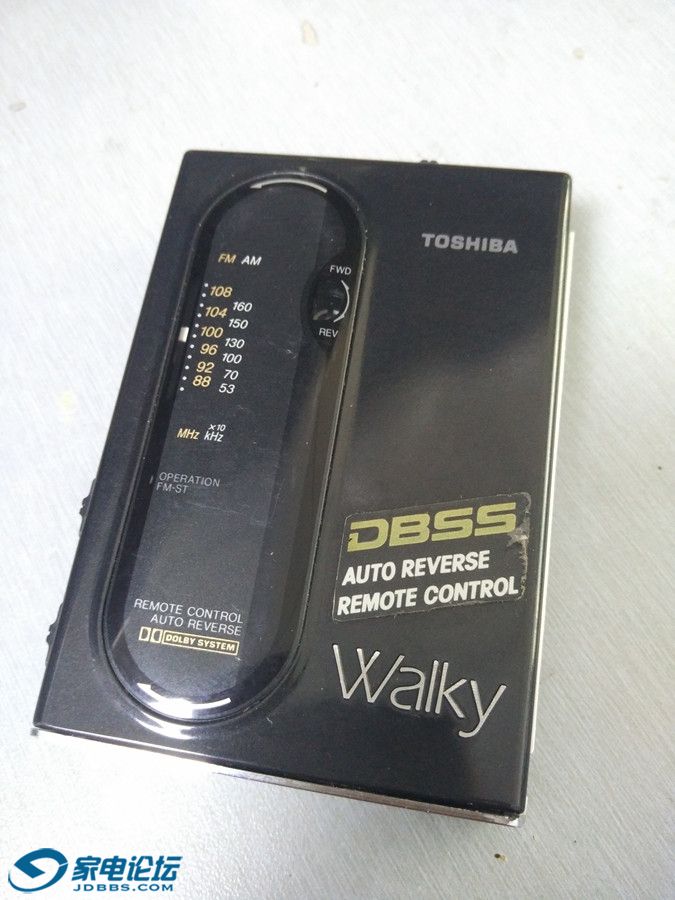 TOSHIBA
FM AM
FWD
REV
108
104 160
100 150
96 130
92 100
88 70
53
MHz x10 kHz
OPERATION
FM-ST
DBSS
AUTO REVERSE
REMOTE CONTROL
REMOTE CONTROL
AUTO REVERSE
DOLBY SYSTEM
Walky
家电论坛
JDBBS.COM